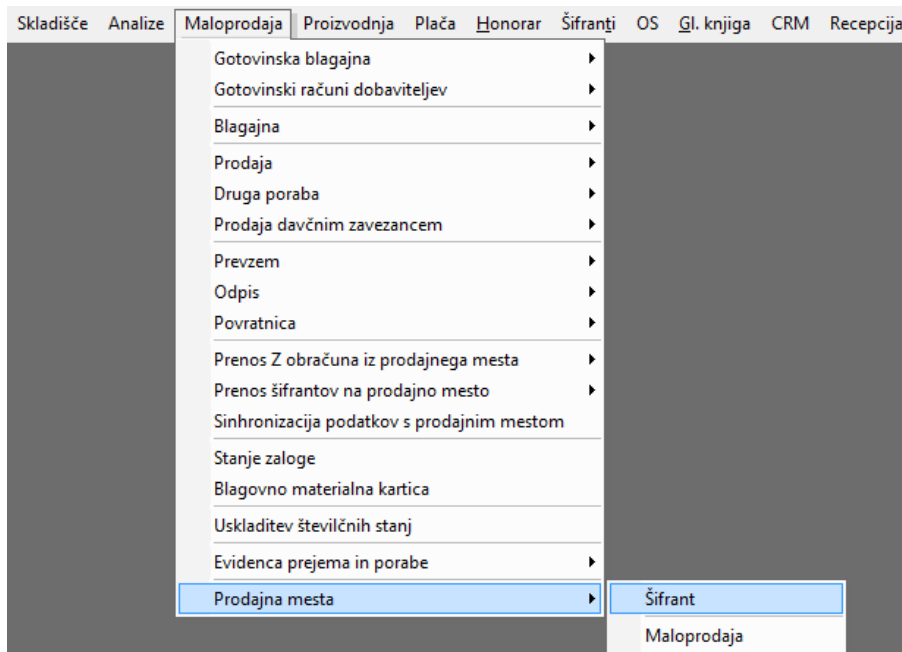 Skladišče Analize Maloprodaja Proizvodnja Plača Honorar Šifranti OS Gl. knjiga CRM Recepcija
Gotovinska blagajna
Gotovinski računi dobaviteljev
Blagajna
Prodaja
Druga poraba
Prodaja davčnim zavezancem
Prevzem
Odpis
Povratnica
Prenos Z obračuna iz prodajnega mesta
Prenos šifrantov na prodajno mesto
Sinhronizacija podatkov s prodajnim mestom
Stanje zaloge
Blagovno materialna kartica
Uskladitev številčnih stanj
Evidenca prejema in porabe
Prodajna mesta Šifrant
Maloprodaja